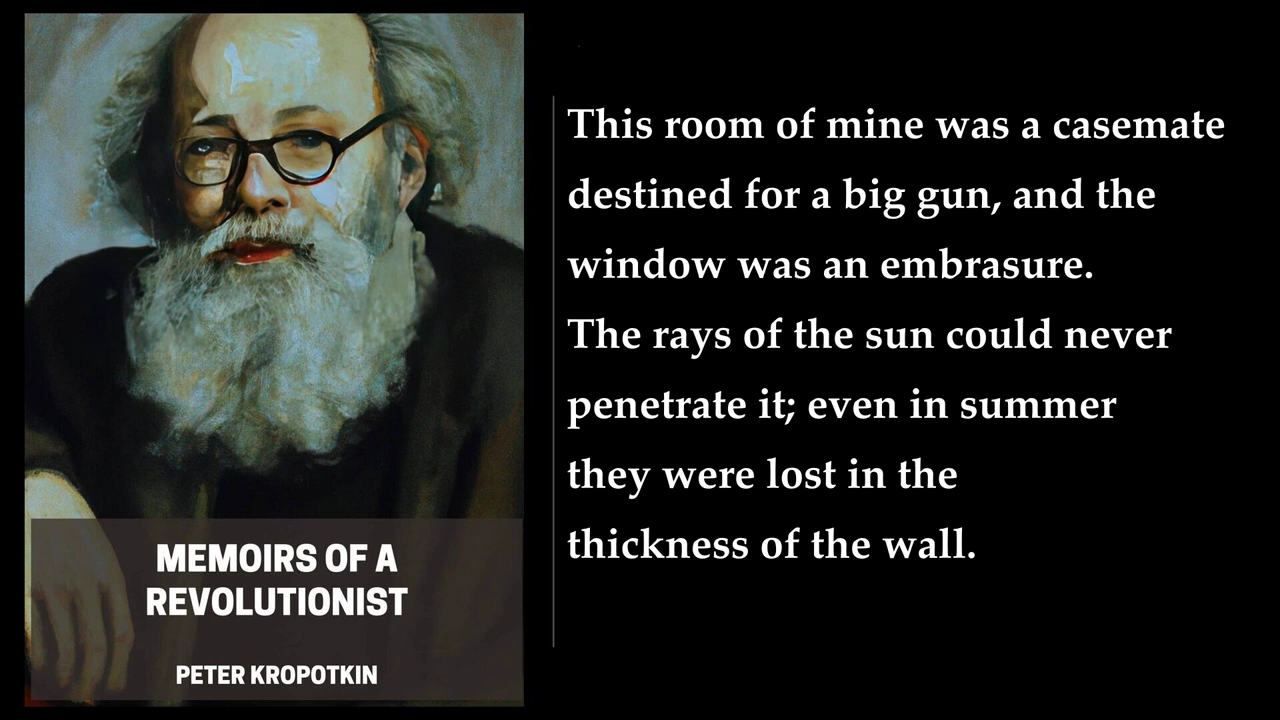 MEMOIRS OF A
REVOLUTIONIST
PETER KROPOTKIN
This room of mine was a casemate
destined for a big gun, and the
window was an embrasure.
The rays of the sun could never
penetrate it; even in summer
they were lost in the
thickness of the wall.